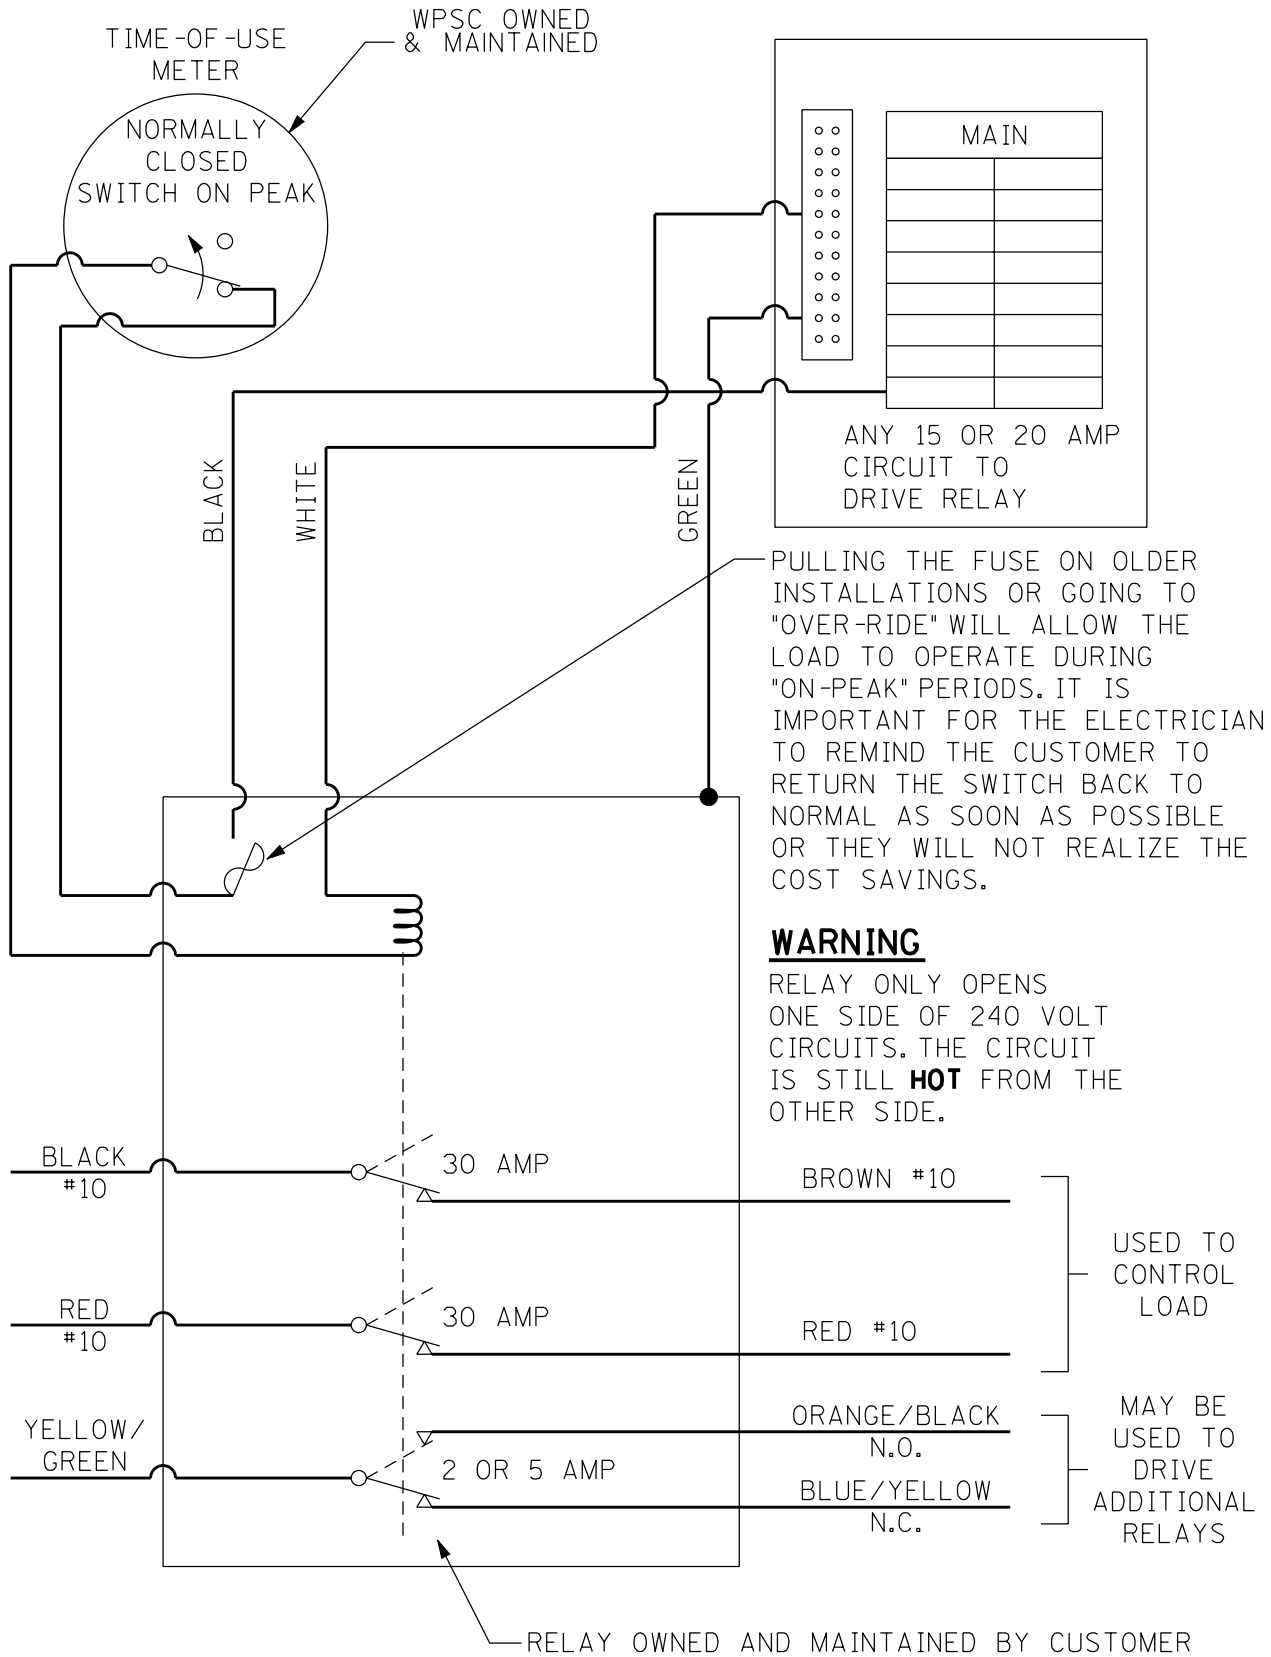 WPSC OWNED
& MAINTAINED
TIME-OF-USE
METER
NORMALLY
CLOSED
SWITCH ON PEAK
MAIN
ANY 15 OR 20 AMP
CIRCUIT TO
DRIVE RELAY
BLACK
WHITE
GREEN
PULLING THE FUSE ON OLDER
INSTALLATIONS OR GOING TO
"OVER-RIDE" WILL ALLOW THE
LOAD TO OPERATE DURING
"ON-PEAK" PERIODS. IT IS
IMPORTANT FOR THE ELECTRICIAN
TO REMIND THE CUSTOMER TO
RETURN THE SWITCH BACK TO
NORMAL AS SOON AS POSSIBLE
OR THEY WILL NOT REALIZE THE
COST SAVINGS.
WARNING
RELAY ONLY OPENS
ONE SIDE OF 240 VOLT
CIRCUITS. THE CIRCUIT
IS STILL HOT FROM THE
OTHER SIDE.
BLACK
#10
30 AMP
BROWN #10
RED
#10
30 AMP
RED #10
USED TO
CONTROL
LOAD
YELLOW/
GREEN
2 OR 5 AMP
ORANGE/BLACK
N.O.
BLUE/YELLOW
N.C.
MAY BE
USED TO
DRIVE
ADDITIONAL
RELAYS
RELAY OWNED AND MAINTAINED BY CUSTOMER